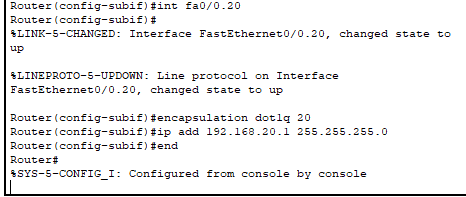 Router(config-subif)#int fa0/0.20
Router(config-subif)#
%LINK-5-CHANGED: Interface FastEthernet0/0.20, changed state to
up
%LINEPROTO-5-UPDOWN: Line protocol on Interface
FastEthernet0/0.20, changed state to up
Router(config-subif)#encapsulation dot1q 20
Router(config-subif)#ip add 192.168.20.1 255.255.255.0
Router(config-subif)#end
Router#
%SYS-5-CONFIG_I: Configured from console by console